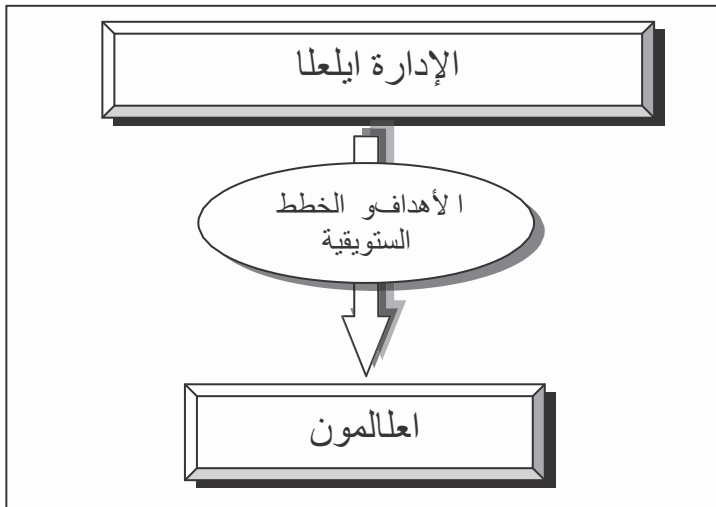 الإدارة ايلعلا
ا لأهدافو الخطط
الستويقية
اعلالمون